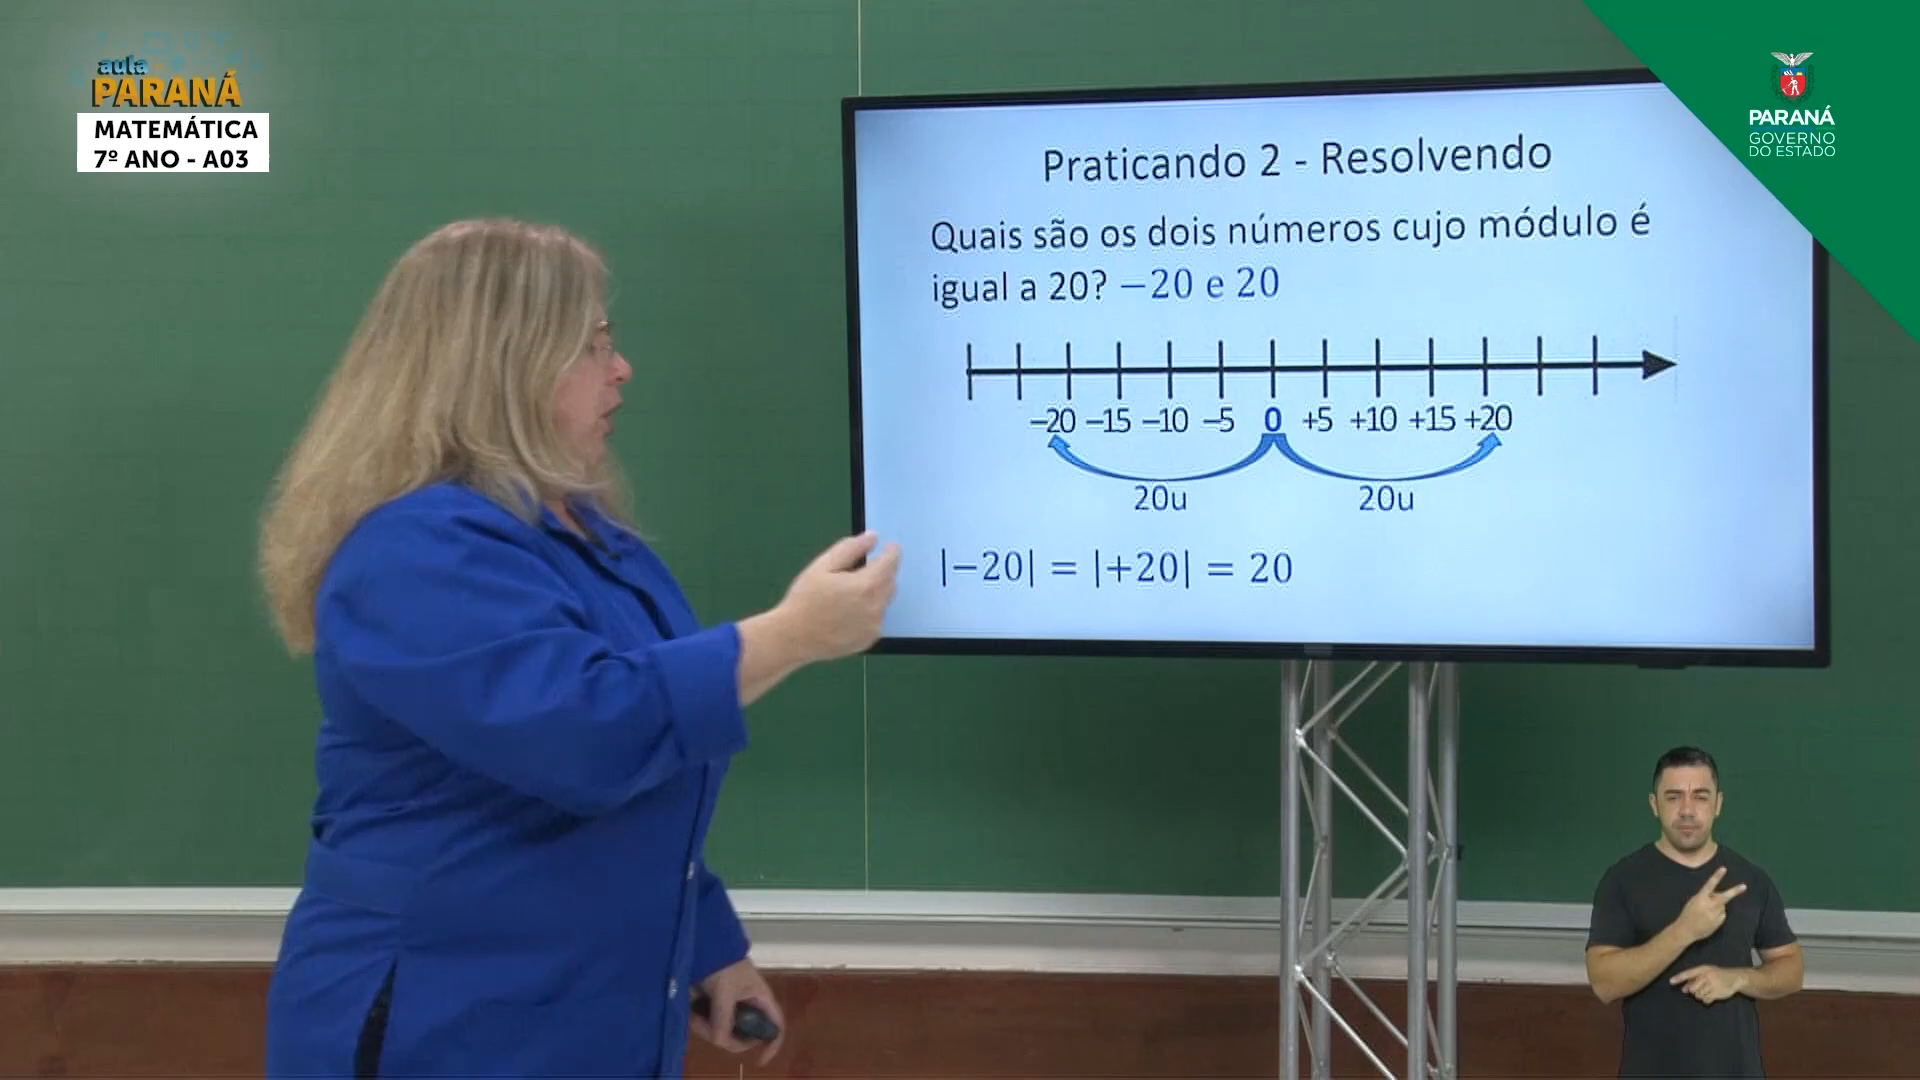 aula
PARANÁ
MATEMÁTICA
7º ANO - A03
PARANÁ
GOVERNO
DO ESTADO
Praticando 2 - Resolvendo
Quais são os dois números cujo módulo é
igual a 20? −20 e 20
−20 −15 −10 −5 0 +5 +10 +15 +20
20u 20u
|−20| = |+20| = 20